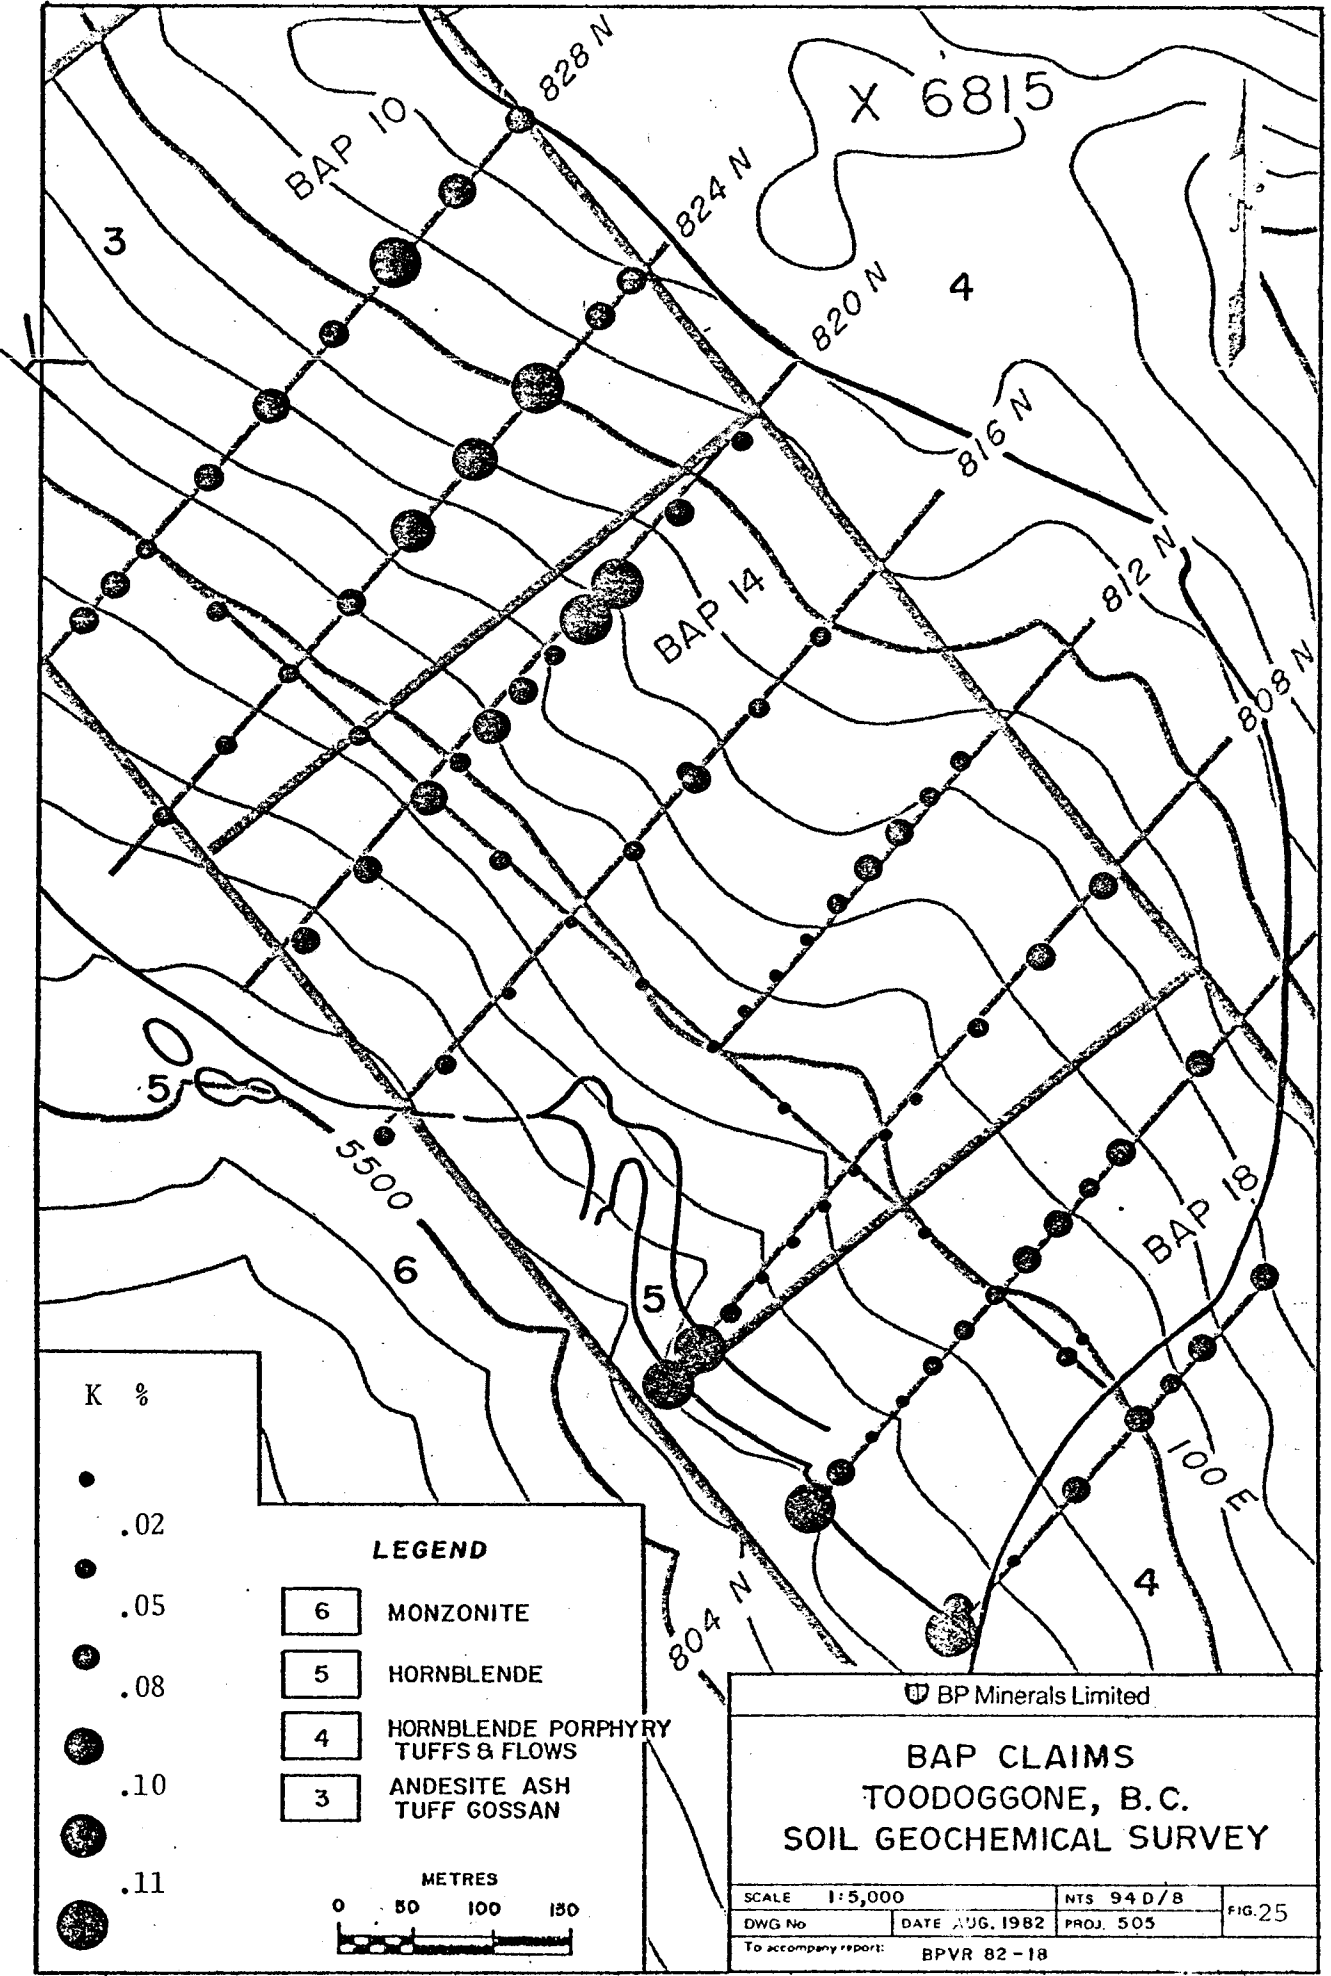 828 N
X 6815
BAP 10
824 N
3
4
820 N
816 N
812 N
BAP 14
808 N
5
5500
BAP 18
6
5
100 E
4
804 N
K %
.02
.05
.08
.10
.11
LEGEND
6 MONZONITE
5 HORNBLENDE
4 HORNBLENDE PORPHYRY
TUFFS & FLOWS
3 ANDESITE ASH
TUFF GOSSAN
METRES
0 50 100 150
BP Minerals Limited
BAP CLAIMS
TOODOGGONE, B.C.
SOIL GEOCHEMICAL SURVEY
SCALE 1:5,000 NTS 94 D/8 FIG. 25
DWG No DATE AUG. 1982 PROJ. 505
To accompany report: BPVR 82-18